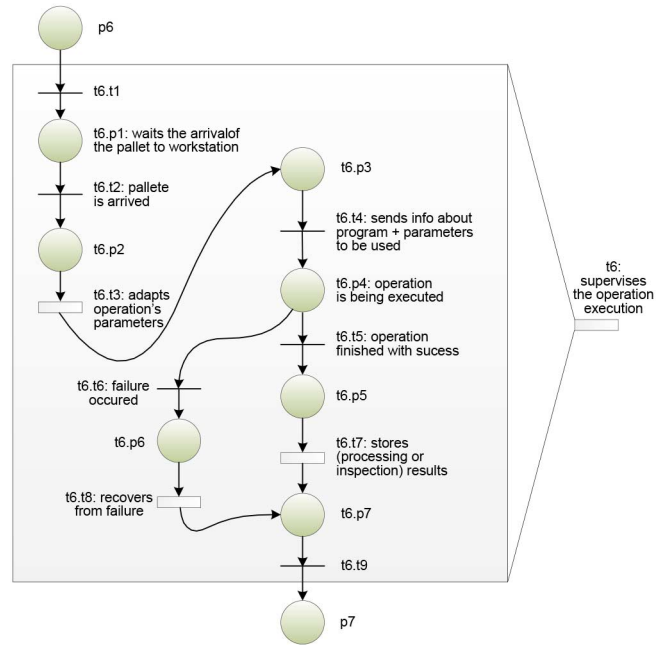 p6
t6.t1
t6.p1: waits the arrivalof
the pallet to workstation
t6.t2: pallete
is arrived
t6.p2
t6.t3: adapts
operation's
parameters
t6.p3
t6.t4: sends info about
program + parameters
to be used
t6.p4: operation
is being executed
t6.t5: operation
finished with sucess
t6.t6: failure
occured
t6.p5
t6.p6
t6.t7: stores
(processing or
inspection) results
t6.t8: recovers
from failure
t6.p7
t6.t9
p7
t6:
supervises
the operation
execution